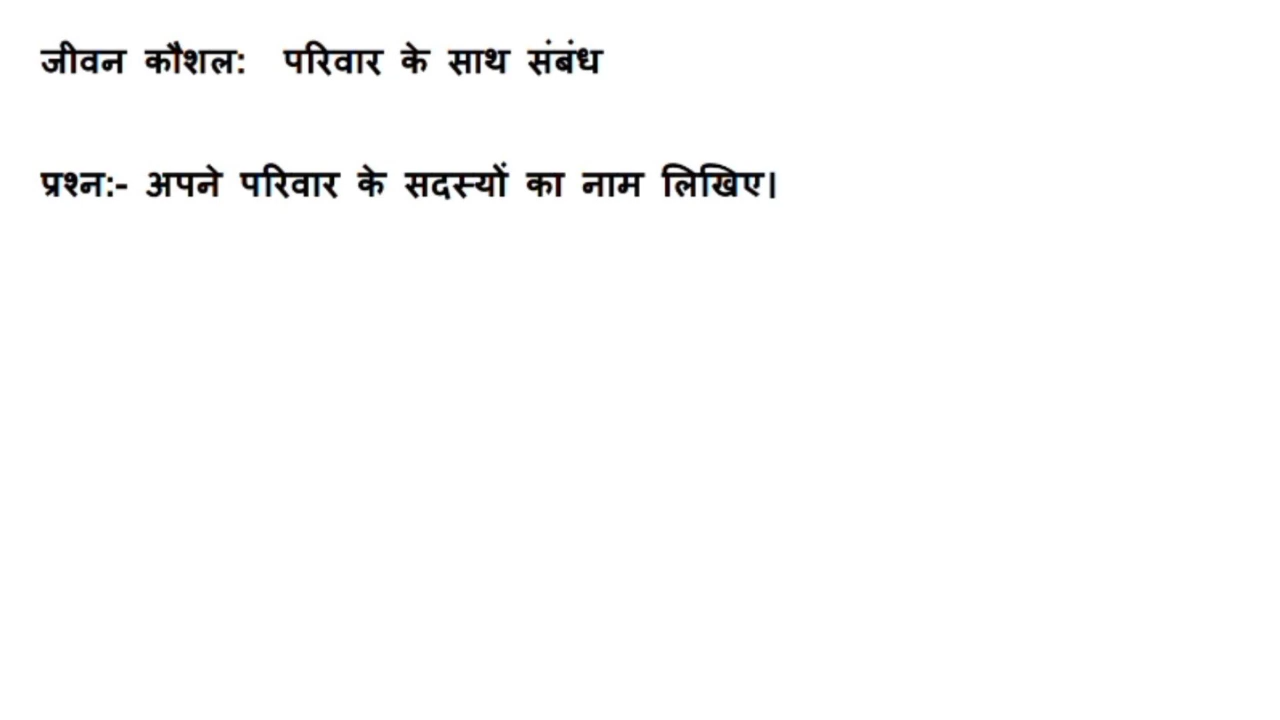 जीवन कौशल: परिवार के साथ संबंध
प्रश्न:- अपने परिवार के सदस्यों का नाम लिखिए।